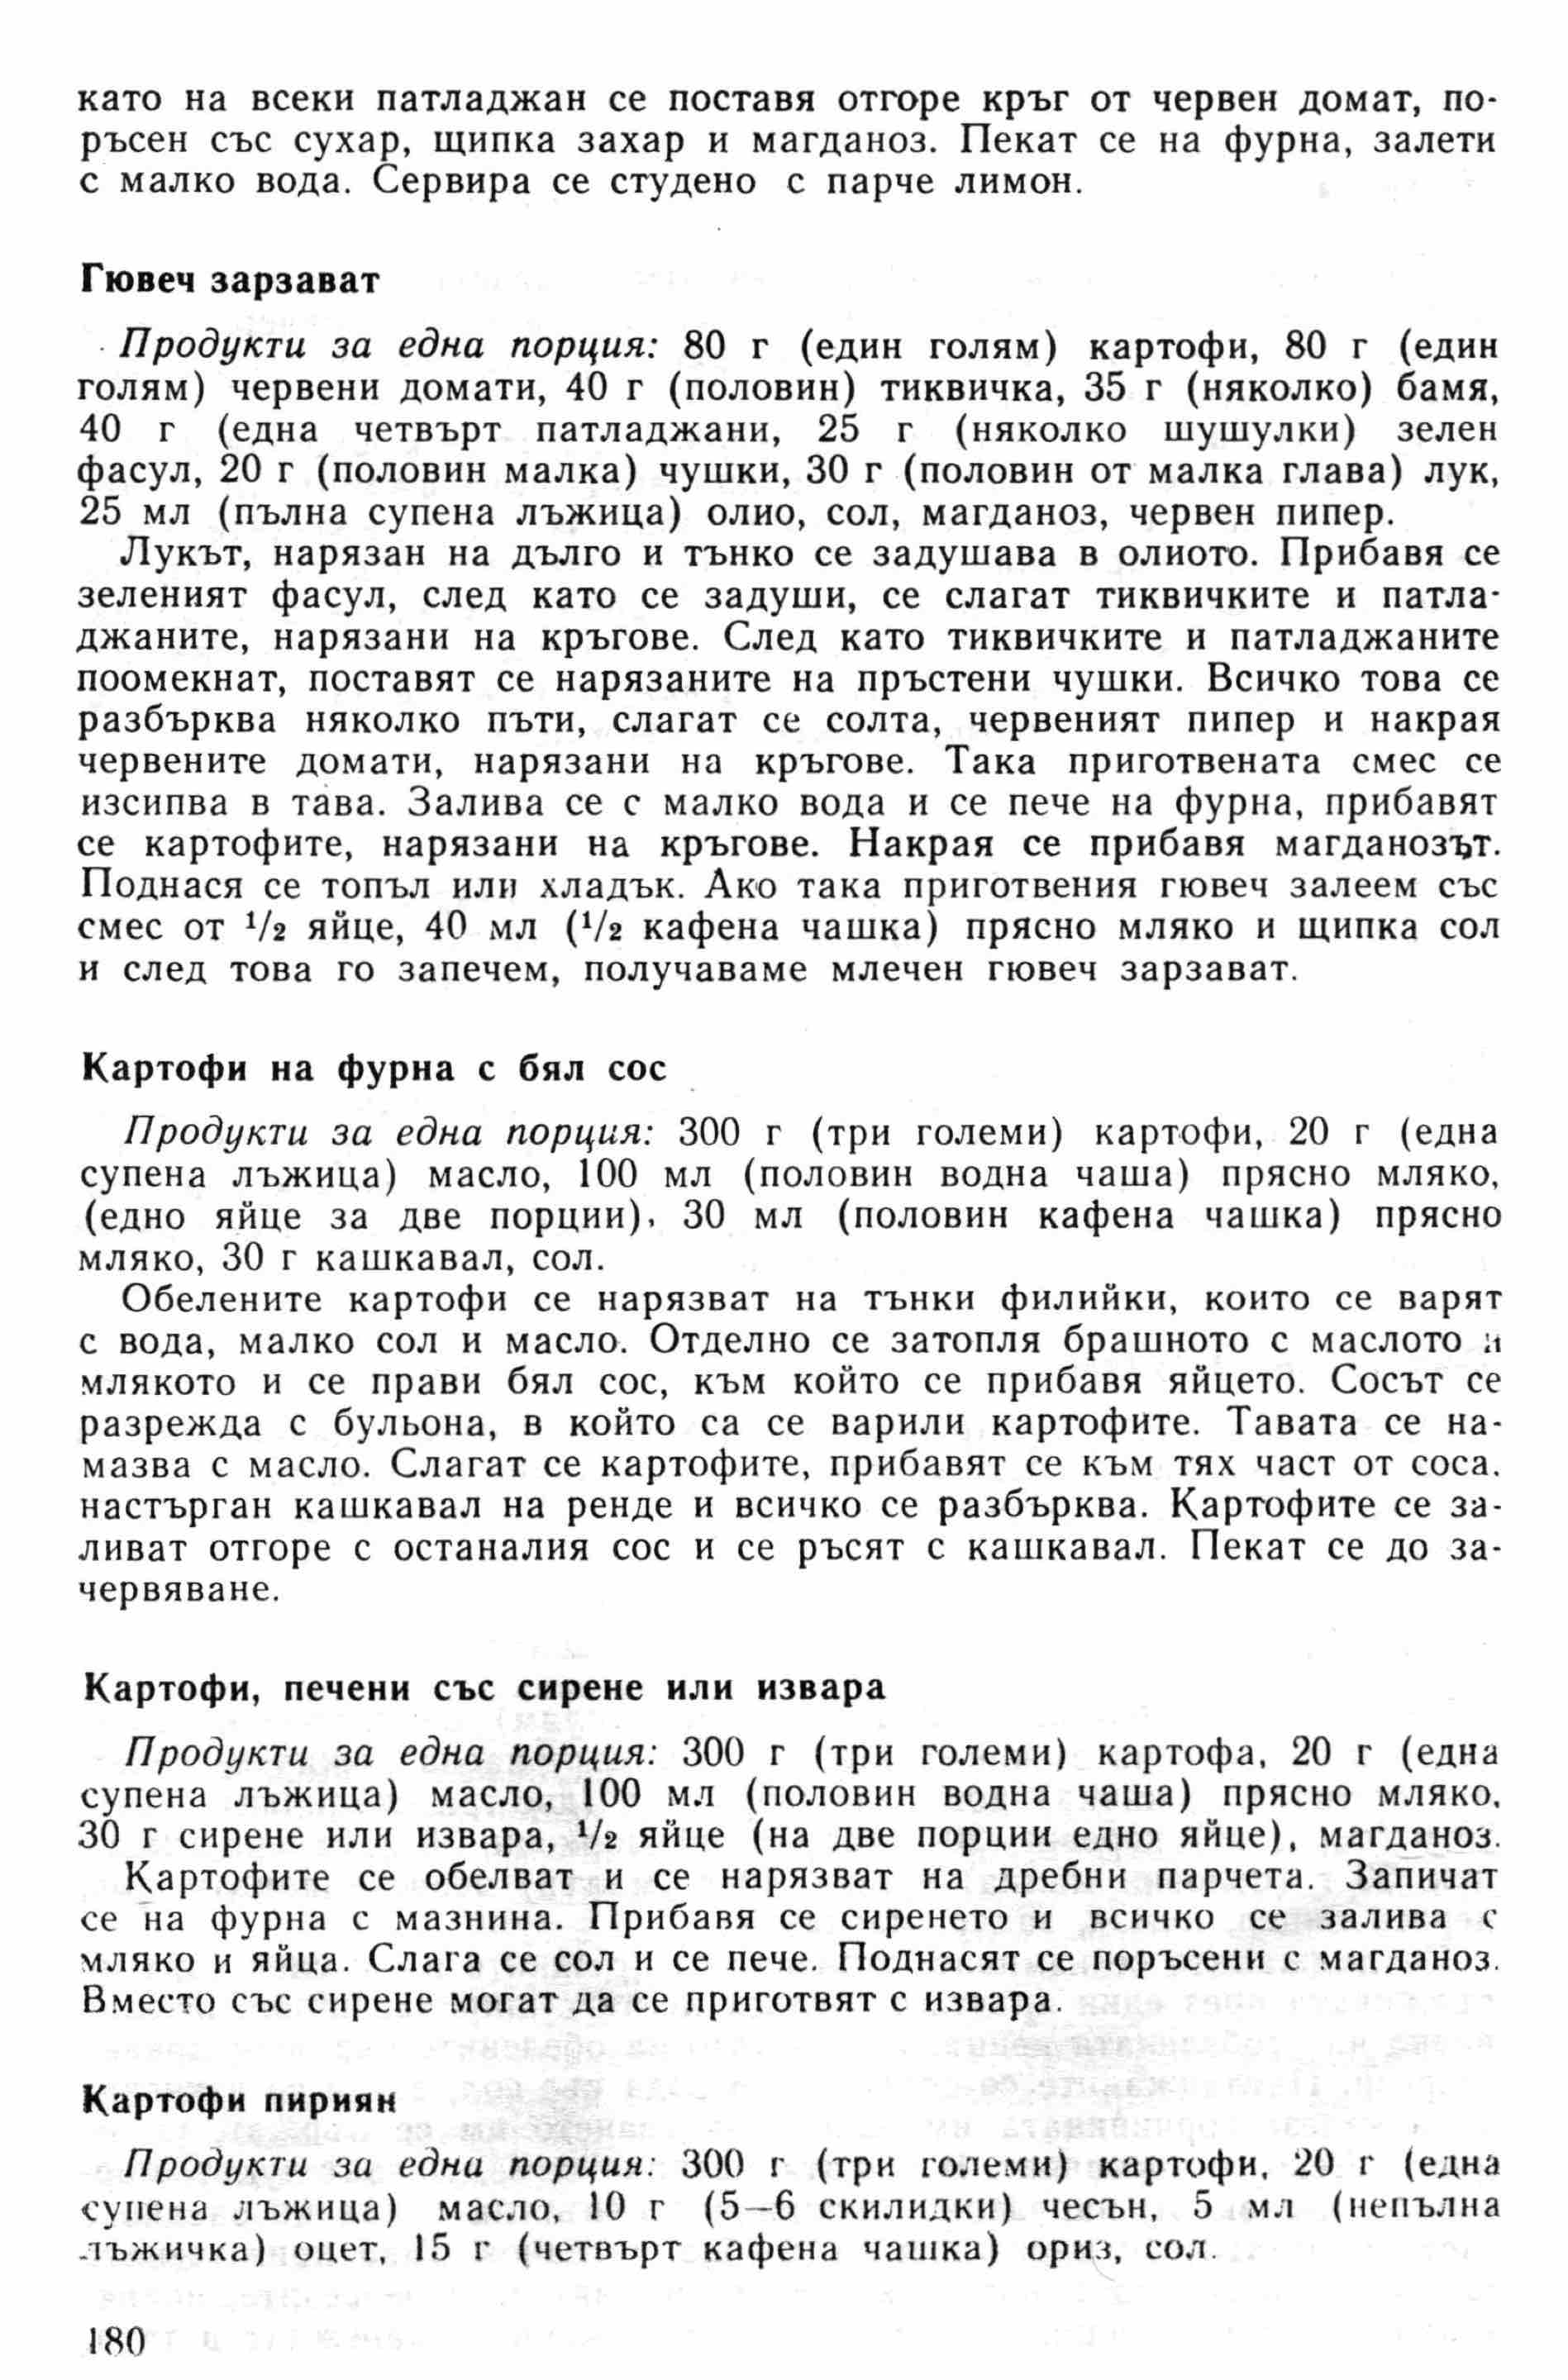 като на всеки патладжан се поставя отгоре кръг от червен домат, по-
ръсен със сухар, щипка захар и магданоз. Пекат се на фурна, залети
с малко вода. Сервира се студено с парче лимон.
Гювеч зарзават
Продукти за една порция: 80 г (един голям) картофи, 80 г (един
голям) червени домати, 40 г (половин) тиквичка, 35 г (няколко) бамя,
40 г (една четвърт патладжани, 25 г (няколко шушулки) зелен
фасул, 20 г (половин малка) чушки, 30 г (половин от малка глава) лук,
25 мл (пълна супена лъжица) олио, сол, магданоз, червен пипер.
Лукът, нарязан на дълго и тънко се задушава в олиото. Прибавя се
зеленият фасул, след като се задуши, се слагат тиквичките и патла-
джаните, нарязани на кръгове. След като тиквичките и патладжаните
поомекнат, поставят се нарязаните на пръстени чушки. Всичко това се
разбърква няколко пъти, слагат се солта, червеният пипер и накрая
червените домати, нарязани на кръгове. Така приготвената смес се
изсипва в тава. Залива се с малко вода и се пече на фурна, прибавят
се картофите, нарязани на кръгове. Накрая се прибавя магданозът.
Поднася се топъл или хладък. Ако така приготвения гювеч залеем със
смес от 1/2 яйце, 40 мл (1/2 кафена чашка) прясно мляко и щипка сол
и след това го запечем, получаваме млечен гювеч зарзават.
Картофи на фурна с бял сос
Продукти за една порция: 300 г (три големи) картофи, 20 г (една
супена лъжица) масло, 100 мл (половин водна чаша) прясно мляко,
(едно яйце за две порции), 30 мл (половин кафена чашка) прясно
мляко, 30 г кашкавал, сол.
Обелените картофи се нарязват на тънки филийки, които се варят
с вода, малко сол и масло. Отделно се затопля брашното с маслото и
млякото и се прави бял сос, към който се прибавя яйцето. Сосът се
разрежда с бульона, в който са се варили картофите. Тавата се на-
мазва с масло. Слагат се картофите, прибавят се към тях част от соса.
настърган кашкавал на ренде и всичко се разбърква. Картофите се за-
ливат отгоре с останалия сос и се ръсят с кашкавал. Пекат се до за-
червяване.
Картофи, печени със сирене или извара
Продукти за една порция: 300 г (три големи) картофа, 20 г (една
супена лъжица) масло, 100 мл (половин водна чаша) прясно мляко,
30 г сирене или извара, 1/2 яйце (на две порции едно яйце), магданоз.
Картофите се обелват и се нарязват на дребни парчета. Запичат
се на фурна с мазнина. Прибавя се сиренето и всичко се залива с
мляко и яйца. Слага се сол и се пече. Поднасят се поръсени с магданоз.
Вместо със сирене могат да се приготвят с извара.
Картофи пириян
Продукти за една порция: 300 г (три големи) картофи, 20 г (една
супена лъжица) масло, 10 г (5—6 скилидки) чесън, 5 мл (непълна
лъжичка) оцет, 15 г (четвърт кафена чашка) ориз, сол.
180